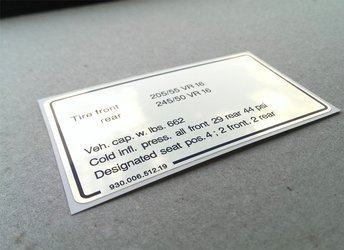 Tire front 205/55 VR 16
rear 245/50 VR 16
Veh. cap. w. lbs. 662
Cold infl. press. all front 29 rear 44 psi
Designated seat pos. 4 : 2 front. 2 rear
930.006.512.19